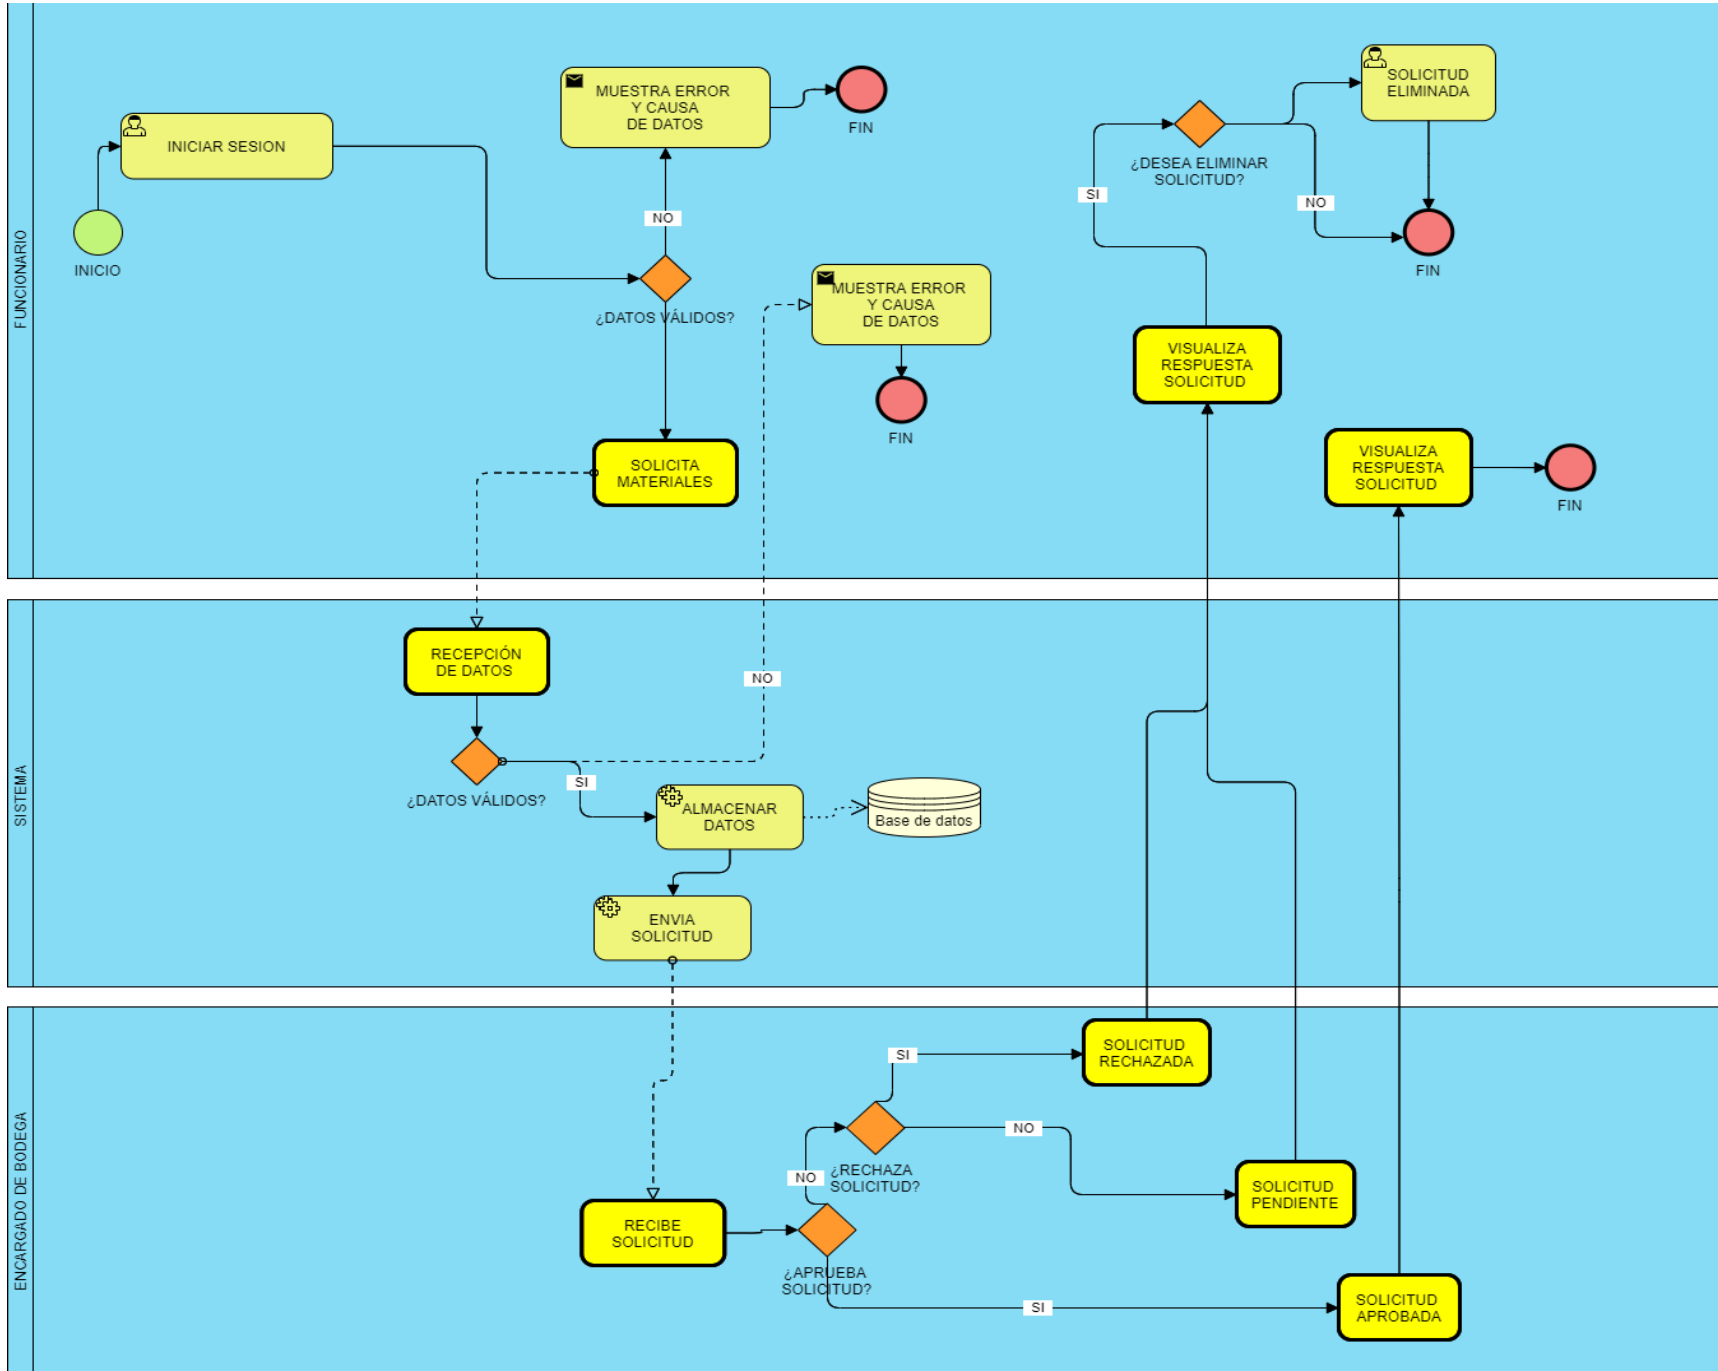 FUNCIONARIO
INICIO
INICIAR SESION
MUESTRA ERROR
Y CAUSA
DE DATOS
FIN
NO
¿DATOS VÁLIDOS?
MUESTRA ERROR
Y CAUSA
DE DATOS
FIN
SOLICITA
MATERIALES
¿DESEA ELIMINAR
SOLICITUD?
SI
NO
SOLICITUD
ELIMINADA
FIN
VISUALIZA
RESPUESTA
SOLICITUD
VISUALIZA
RESPUESTA
SOLICITUD
FIN
SISTEMA
RECEPCIÓN
DE DATOS
NO
¿DATOS VÁLIDOS?
SI
ALMACENAR
DATOS
Base de datos
ENVIA
SOLICITUD
ENCARGADO DE BODEGA
RECIBE
SOLICITUD
¿APRUEBA
SOLICITUD?
NO
¿RECHAZA
SOLICITUD?
SI
SOLICITUD
RECHAZADA
NO
SOLICITUD
PENDIENTE
SI
SOLICITUD
APROBADA